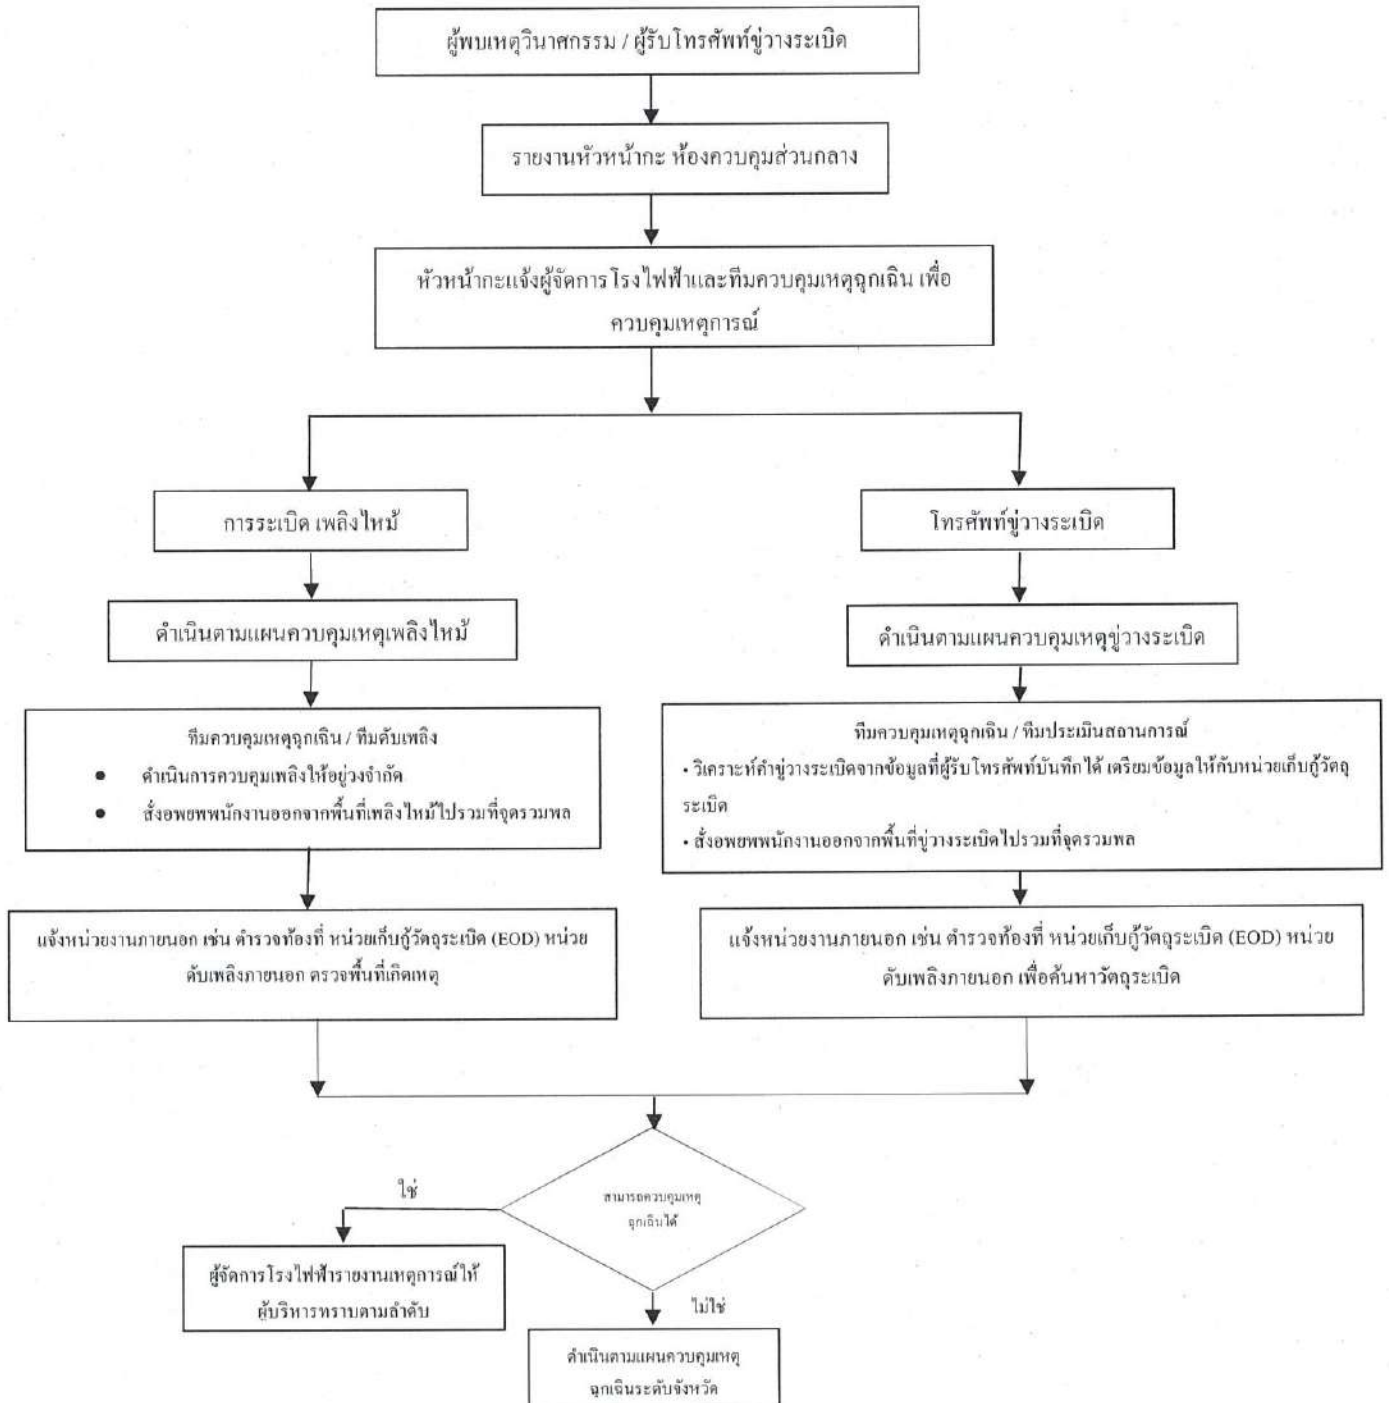 ผู้พบเหตุวินาศกรรม / ผู้รับโทรศัพท์ขู่วางระเบิด
รายงานหัวหน้ากะ ห้องควบคุมส่วนกลาง
หัวหน้ากะแจ้งผู้จัดการโรงไฟฟ้าและทีมควบคุมเหตุฉุกเฉิน เพื่อ
ควบคุมเหตุการณ์
การระเบิด เพลิงไหม้
ดำเนินตามแผนควบคุมเหตุเพลิงไหม้
ทีมควบคุมเหตุฉุกเฉิน / ทีมดับเพลิง
● ดำเนินการควบคุมเพลิงให้อยู่วงจำกัด
● สั่งอพยพพนักงานออกจากพื้นที่เพลิงไหม้ไปรวมที่จุดรวมพล
แจ้งหน่วยงานภายนอก เช่น ตำรวจท้องที่ หน่วยเก็บกู้วัตถุระเบิด (EOD) หน่วย
ดับเพลิงภายนอก ตรวจพื้นที่เกิดเหตุ
โทรศัพท์ขู่วางระเบิด
ดำเนินตามแผนควบคุมเหตุขู่วางระเบิด
ทีมควบคุมเหตุฉุกเฉิน / ทีมประเมินสถานการณ์
• วิเคราะห์คำขู่วางระเบิดจากข้อมูลที่ผู้รับโทรศัพท์บันทึกได้ เตรียมข้อมูลให้กับหน่วยเก็บกู้วัตถุ
ระเบิด
• สั่งอพยพพนักงานออกจากพื้นที่ขู่วางระเบิดไปรวมที่จุดรวมพล
แจ้งหน่วยงานภายนอก เช่น ตำรวจท้องที่ หน่วยเก็บกู้วัตถุระเบิด (EOD) หน่วย
ดับเพลิงภายนอก เพื่อค้นหาวัตถุระเบิด
สามารถควบคุมเหตุ
ฉุกเฉินได้
ใช่
ผู้จัดการโรงไฟฟ้ารายงานเหตุการณ์ให้
ผู้บริหารทราบตามลำดับ
ไม่ใช่
ดำเนินตามแผนควบคุมเหตุ
ฉุกเฉินระดับจังหวัด